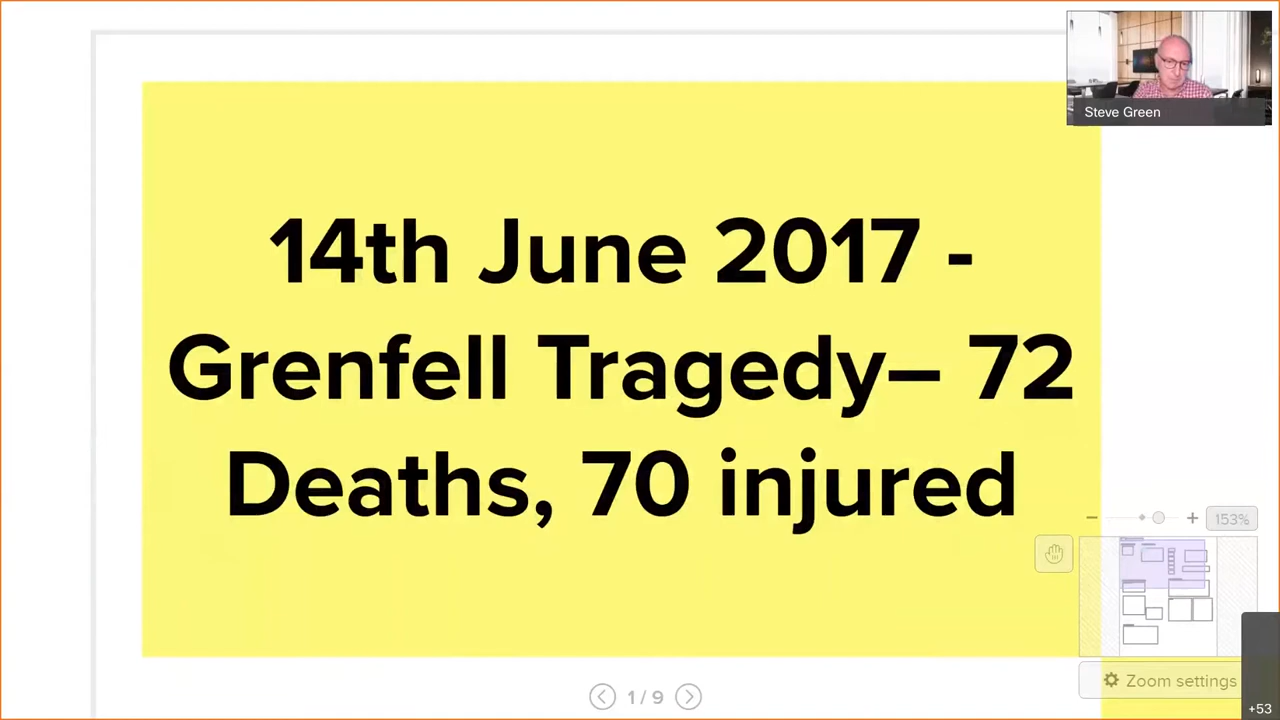 Steve Green
14th June 2017 -
Grenfell Tragedy– 72
Deaths, 70 injured
153%
Zoom settings
1 / 9
+53